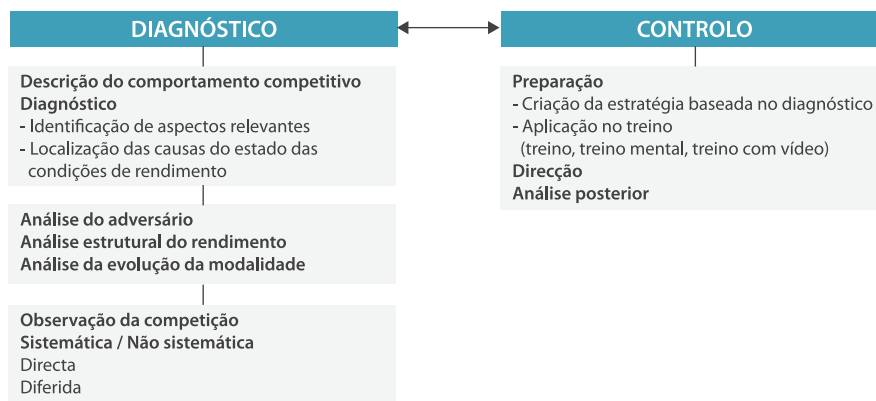 DIAGNÓSTICO
Descrição do comportamento competitivo
Diagnóstico
- Identificação de aspectos relevantes
- Localização das causas do estado das
condições de rendimento
Análise do adversário
Análise estrutural do rendimento
Análise da evolução da modalidade
Observação da competição
Sistemática / Não sistemática
Directa
Diferida
CONTROLO
Preparação
- Criação da estratégia baseada no diagnóstico
- Aplicação no treino
(treino, treino mental, treino com vídeo)
Direcção
Análise posterior